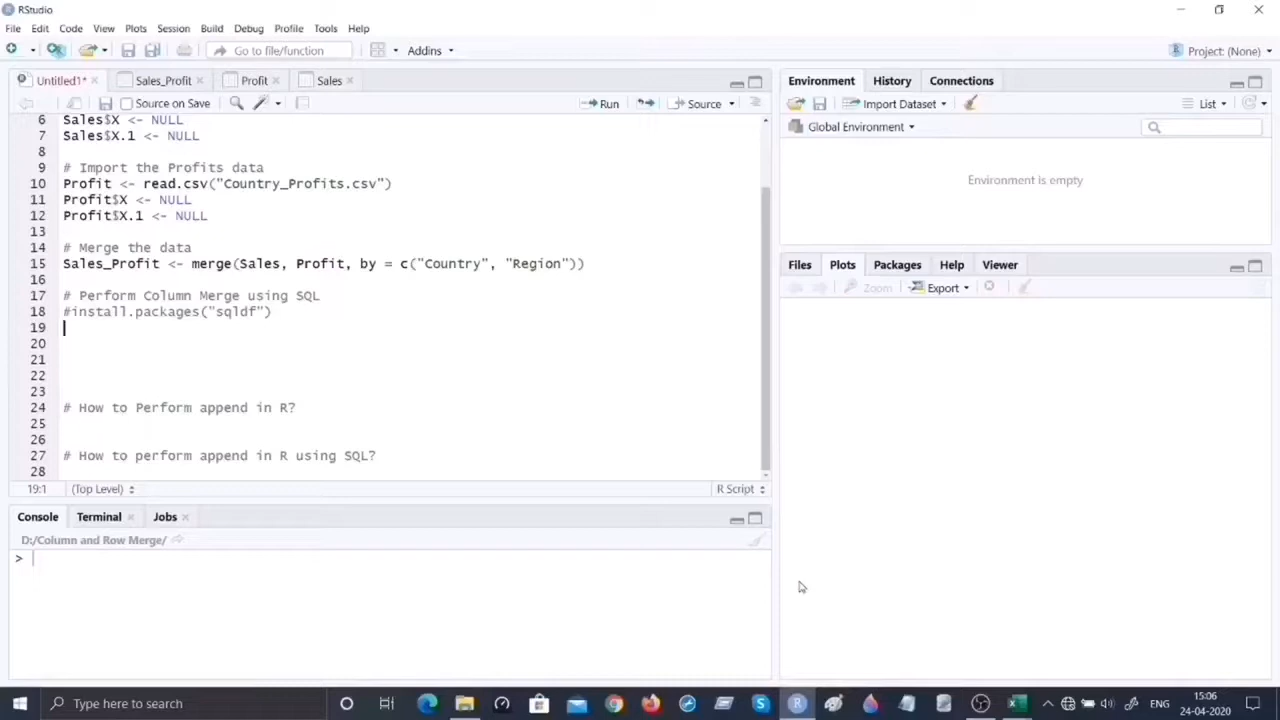 RStudio
File Edit Code View Plots Session Build Debug Profile Tools Help
Go to file/function Addins Project: (None)
Untitled1* Sales_Profit Profit Sales
Source on Save Run Source
6 Sales$X <- NULL
7 Sales$X.1 <- NULL
8
9 # Import the Profits data
10 Profit <- read.csv("Country_Profits.csv")
11 Profit$X <- NULL
12 Profit$X.1 <- NULL
13
14 # Merge the data
15 Sales_Profit <- merge(Sales, Profit, by = c("Country", "Region"))
16
17 # Perform Column Merge using SQL
18 #install.packages("sqldf")
19
20
21
22
23
24 # How to Perform append in R?
25
26
27 # How to perform append in R using SQL?
28
19:1 (Top Level) R Script
Console Terminal Jobs
D:/Column and Row Merge/
>
Environment History Connections
Import Dataset List
Global Environment
Environment is empty
Files Plots Packages Help Viewer
Zoom Export
Type here to search
ENG
15:06
24-04-2020